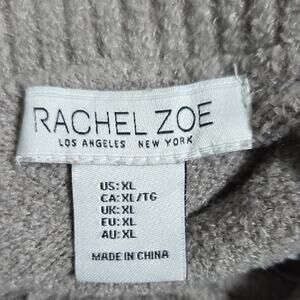 RACHEL ZOE
LOS ANGELES NEW YORK
US: XL
CA: XL/TG
UK: XL
EU: XL
AU: XL
MADE IN CHINA